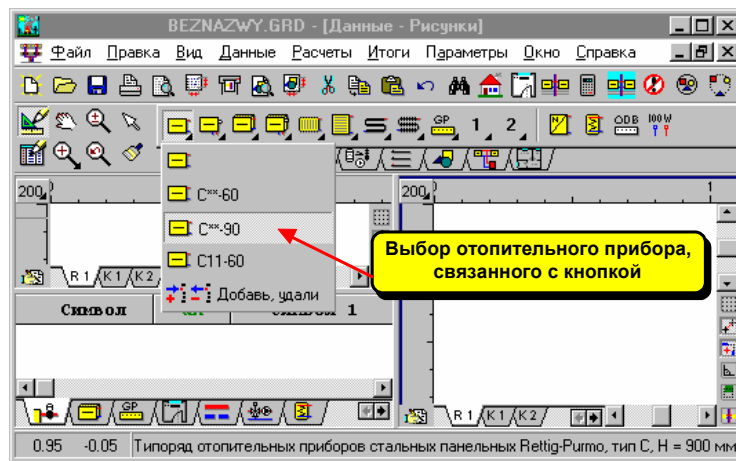 BEZNAZWY.GRD - [Данные - Рисунки]
Файл Правка Вид Данные Расчеты Итоги Параметры Окно Справка
GP 1 2 N ODB 100 W
C**-60
C**-90
C11-60
Добавь, удали
200 200 1
Выбор отопительного прибора,
связанного с кнопкой
R 1 K 1 K 2
Символ 1
GP
R 1 K 1 K 2
0.95 -0.05 Типоряд отопительных приборов стальных панельных Rettig-Purmo, тип C, H = 900 мм